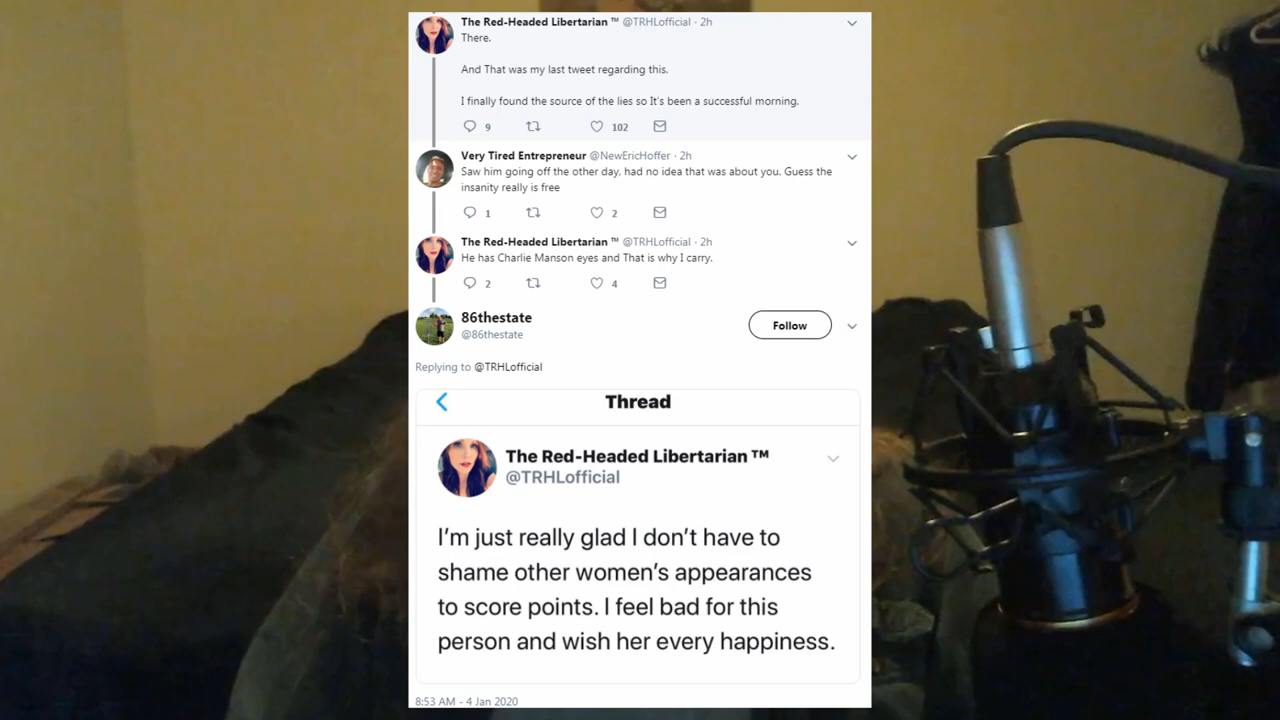 The Red-Headed Libertarian ™ @TRHLofficial · 2h
There.
And That was my last tweet regarding this.
I finally found the source of the lies so It's been a successful morning.
9 102
Very Tired Entrepreneur @NewEricHoffer · 2h
Saw him going off the other day, had no idea that was about you. Guess the
insanity really is free
1 2
The Red-Headed Libertarian ™ @TRHLofficial · 2h
He has Charlie Manson eyes and That is why I carry.
2 4
86thestate
Follow
@86thestate
Replying to @TRHLofficial
Thread
The Red-Headed Libertarian ™
@TRHLofficial
I'm just really glad I don't have to
shame other women's appearances
to score points. I feel bad for this
person and wish her every happiness.
8:53 AM - 4 Jan 2020